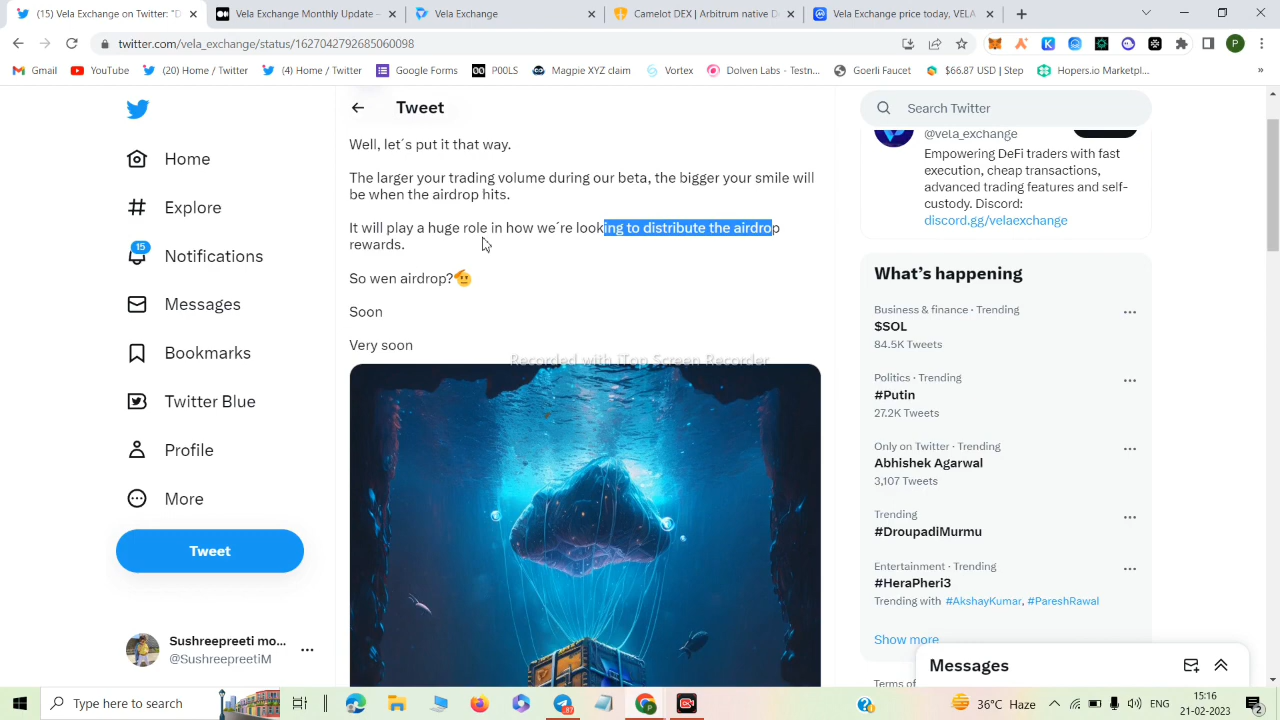 (15) Vela Exchange on Twitter: "D
Vela Exchange Monthly Update –
Vela Exchange
Camelot DEX | Arbitrum native D
Vela Exchange price today, VELA
twitter.com/vela_exchange/status/1627042792685060098
P
Gmail
YouTube
(20) Home / Twitter
(4) Home / Twitter
Google Forms
P00LS
Magpie XYZ claim
Vortex
Dolven Labs - Testn...
Goerli Faucet
$66.87 USD | Step
Hopers.io Marketpl...
»
Home
Explore
15
Notifications
Messages
Bookmarks
Twitter Blue
Profile
More
Tweet
Sushreepreeti mo...
@SushreepreetiM
Tweet
Well, let´s put it that way.
The larger your trading volume during our beta, the bigger your smile will
be when the airdrop hits.
It will play a huge role in how we´re looking to distribute the airdrop
rewards.
So wen airdrop?🫡
Soon
Very soon
Recorded with iTop Screen Recorder
Search Twitter
@vela_exchange
Empowering DeFi traders with fast
execution, cheap transactions,
advanced trading features and self-
custody. Discord:
discord.gg/velaexchange
What's happening
Business & finance · Trending
$SOL
84.5K Tweets
Politics · Trending
#Putin
27.2K Tweets
Only on Twitter · Trending
Abhishek Agarwal
3,107 Tweets
Trending
#DroupadiMurmu
Entertainment · Trending
#HeraPheri3
Trending with #AkshayKumar, #PareshRawal
Show more
Terms of
Messages
Type here to search
87
36°C Haze
ENG
15:16
21-02-2023
2